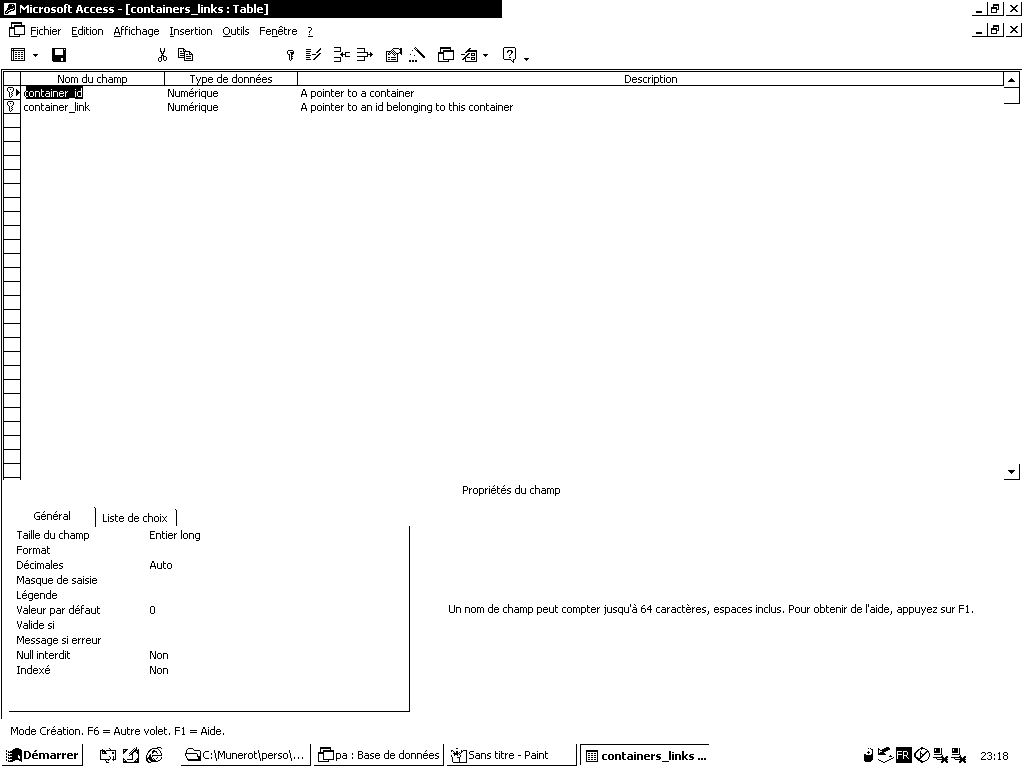 Microsoft Access - [containers_links : Table]
Fichier Edition Affichage Insertion Outils Fenêtre ?
Nom du champ Type de données Description
container_id Numérique A pointer to a container
container_link Numérique A pointer to an id belonging to this container
Propriétés du champ
Général Liste de choix
Taille du champ Entier long
Format
Décimales Auto
Masque de saisie
Légende
Valeur par défaut 0
Valide si
Message si erreur
Null interdit Non
Indexé Non
Un nom de champ peut compter jusqu'à 64 caractères, espaces inclus. Pour obtenir de l'aide, appuyez sur F1.
Mode Création. F6 = Autre volet. F1 = Aide.
Démarrer C:\Munerot\perso\... pa : Base de données Sans titre - Paint containers_links ... FR 23:18